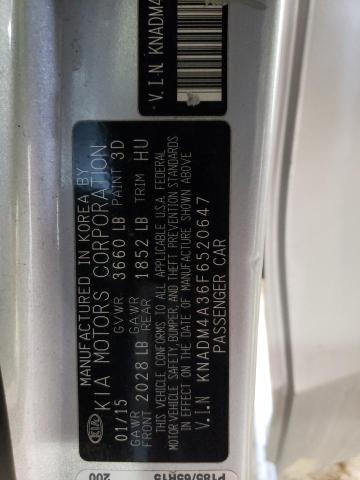 V.I.N KNADM4
MANUFACTURED IN KOREA BY
KIA KIA MOTORS CORPORATION
GVWR PAINT
01/15 3660 LB 3D
GAWR GAWR TRIM
FRONT 2028 LB REAR 1852 LB HU
THIS VEHICLE CONFORMS TO ALL APPLICABLE U.S.A FEDERAL
MOTOR VEHICLE SAFETY, BUMPER, AND THEFT PREVENTION STANDARDS
IN EFFECT ON THE DATE OF MANUFACTURE SHOWN ABOVE
V.I.N KNADM4A36F6520647
PASSENGER CAR
P185/65R15
200